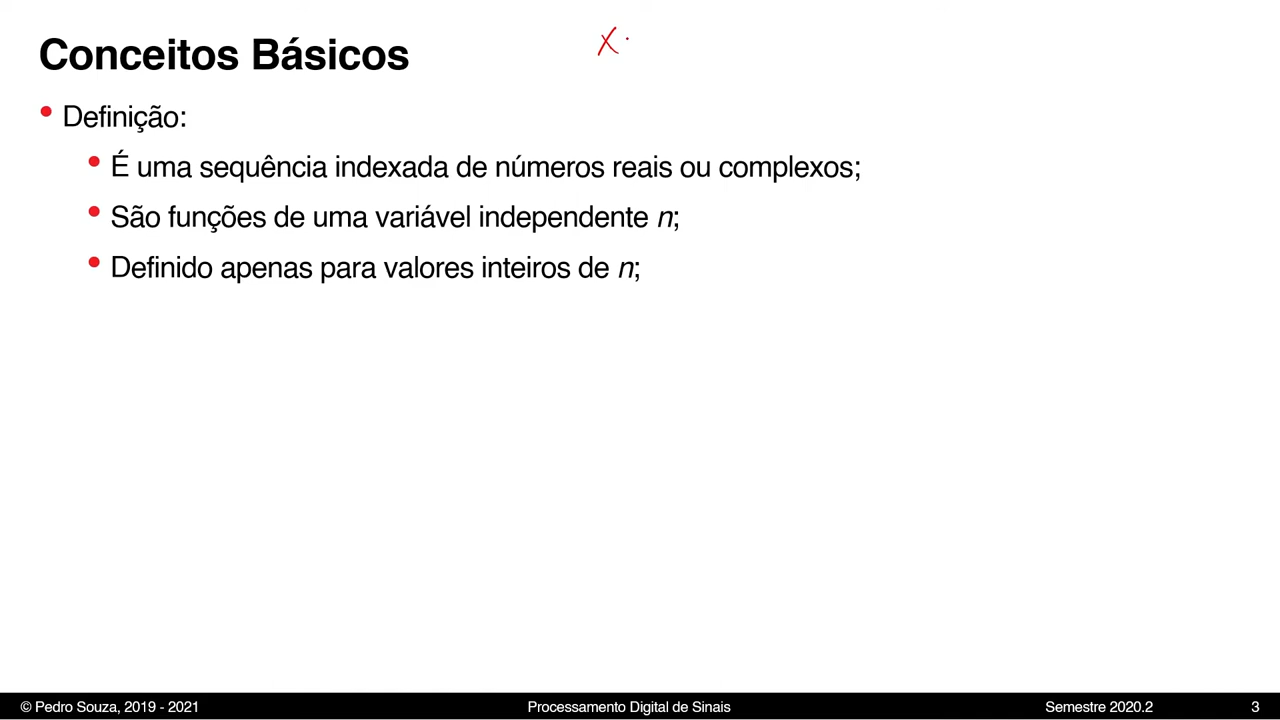 Conceitos Básicos
x
• Definição:
• É uma sequência indexada de números reais ou complexos;
• São funções de uma variável independente n;
• Definido apenas para valores inteiros de n;
© Pedro Souza, 2019 - 2021 Processamento Digital de Sinais Semestre 2020.2 3